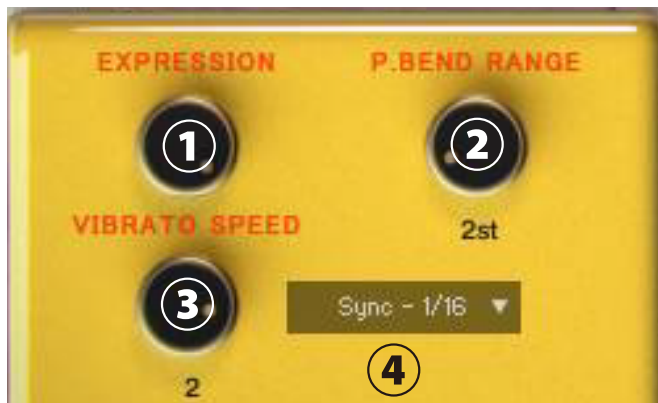 EXPRESSION P.BEND RANGE
1 2
VIBRATO SPEED 2st
3 Sync - 1/16 ▼
2 4